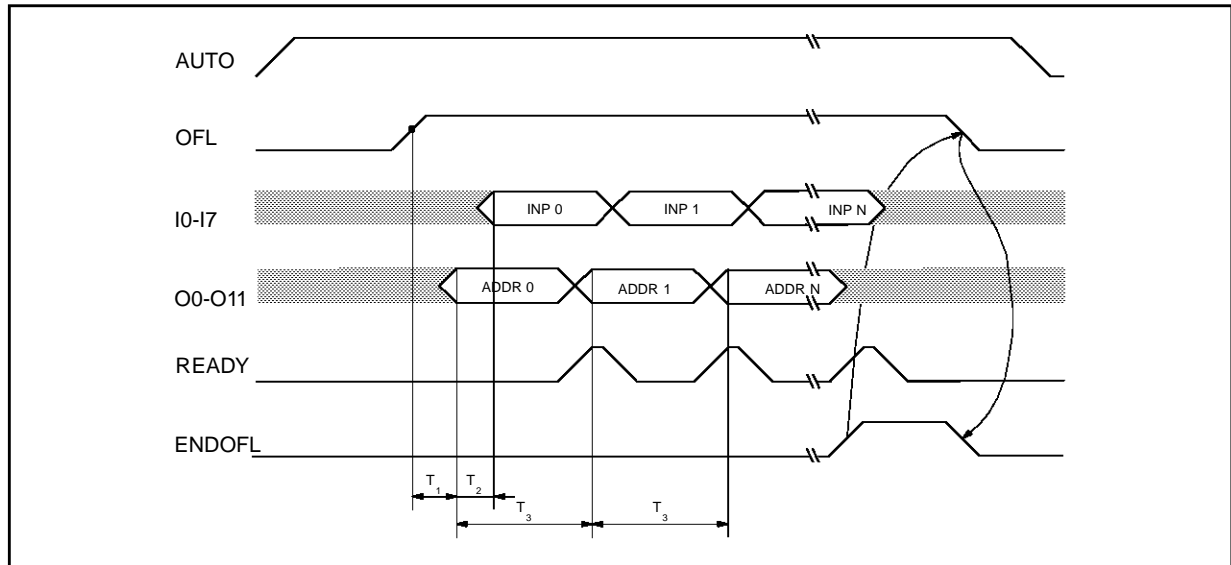 AUTO
OFL
I0-I7
INP 0 INP 1 INP N
O0-O11
ADDR 0 ADDR 1 ADDR N
READY
ENDOFL
T1 T2
T3 T3